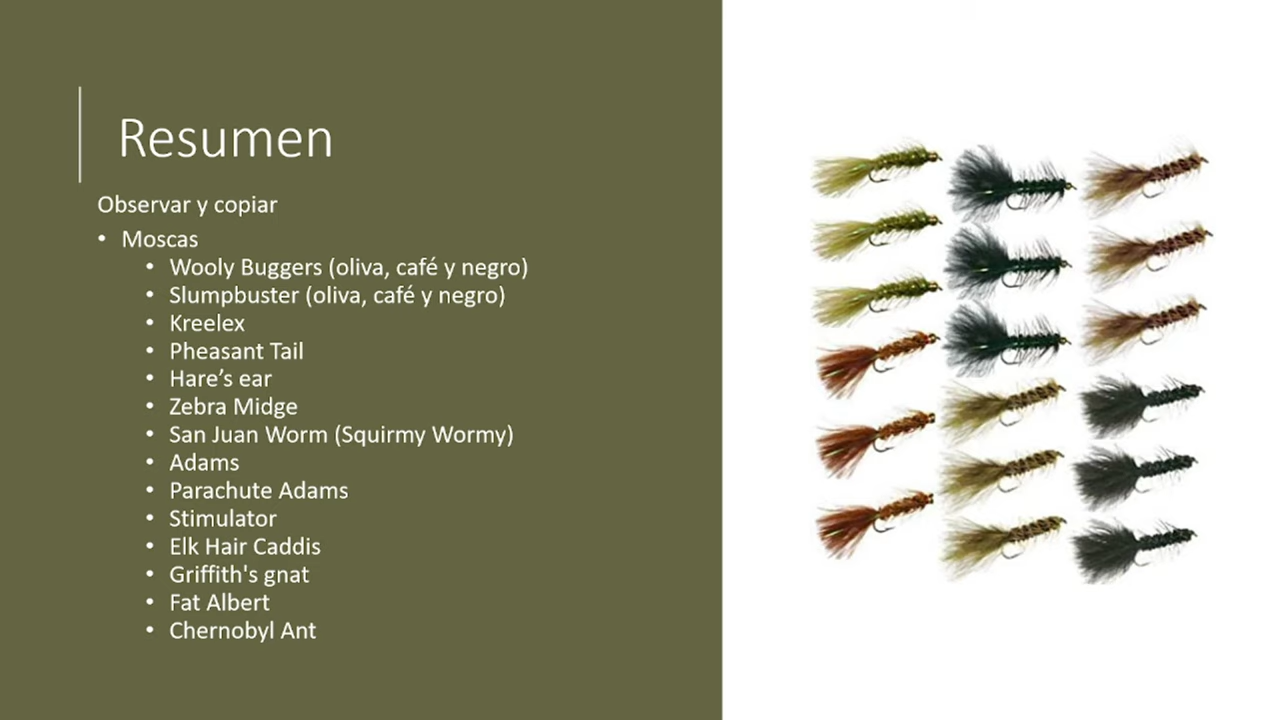 Resumen
Observar y copiar
• Moscas
• Wooly Buggers (oliva, café y negro)
• Slumpbuster (oliva, café y negro)
• Kreelex
• Pheasant Tail
• Hare’s ear
• Zebra Midge
• San Juan Worm (Squirmy Wormy)
• Adams
• Parachute Adams
• Stimulator
• Elk Hair Caddis
• Griffith's gnat
• Fat Albert
• Chernobyl Ant